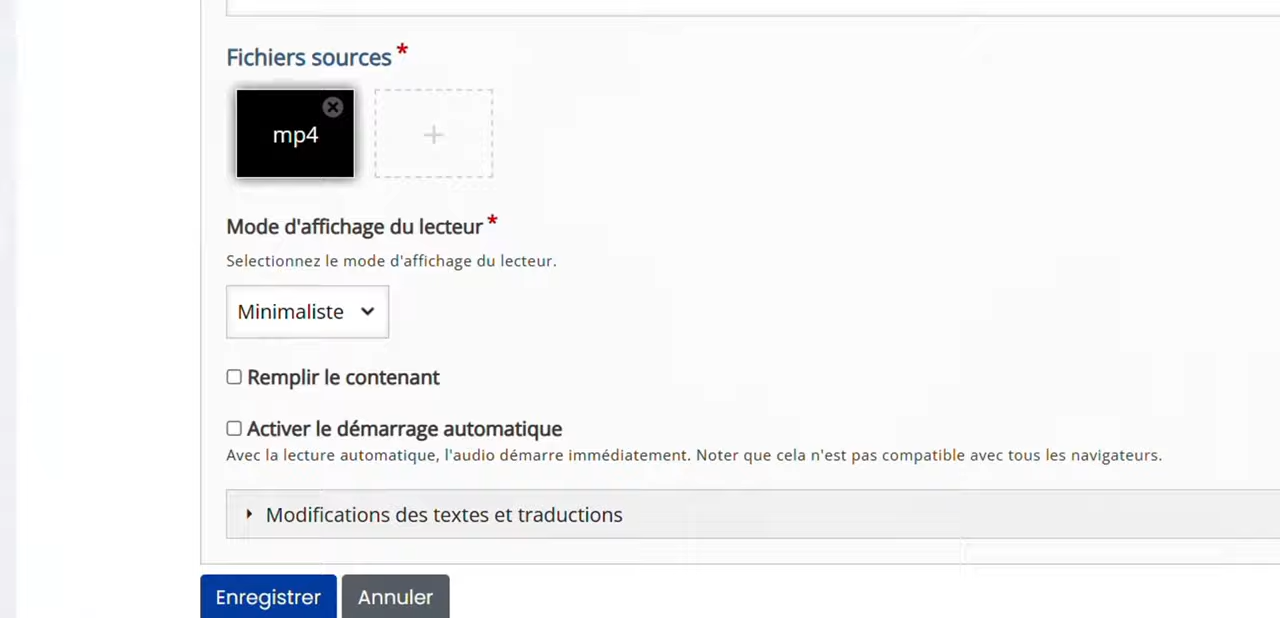 Fichiers sources *
mp4
+
Mode d'affichage du lecteur *
Selectionnez le mode d'affichage du lecteur.
Minimaliste
Remplir le contenant
Activer le démarrage automatique
Avec la lecture automatique, l'audio démarre immédiatement. Noter que cela n'est pas compatible avec tous les navigateurs.
Modifications des textes et traductions
Enregistrer Annuler